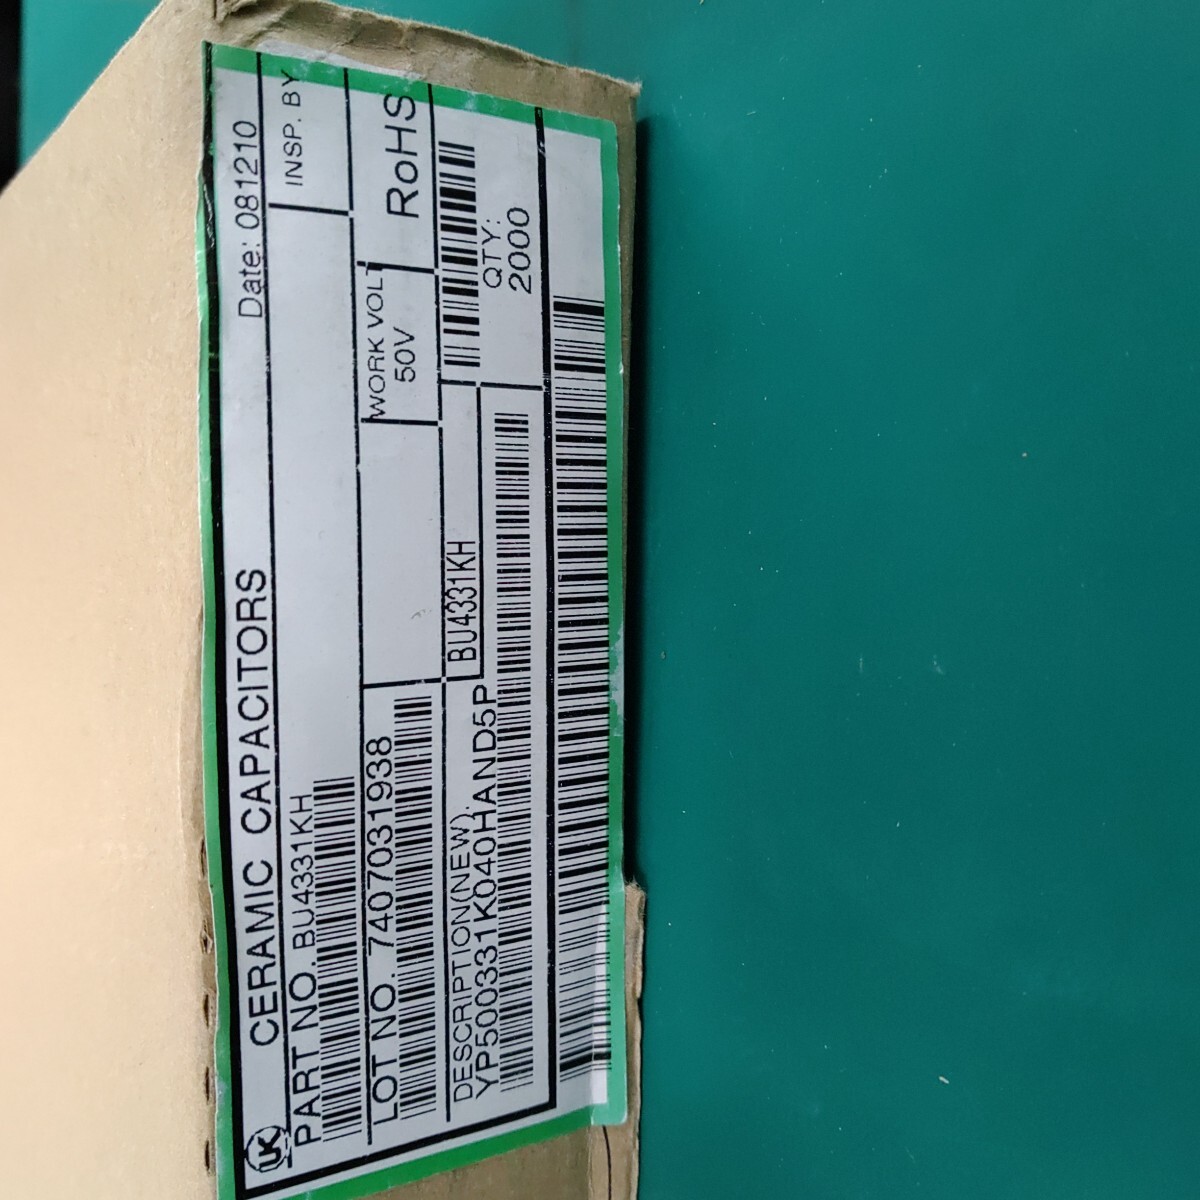 UK CERAMIC CAPACITORS Date: 081210
PART NO. BU4331KH INSP. BY
LOT NO. 7407031938 WORK VOLT RoHS
50V
BU4331KH
DESCRIPTION(NEW). QTY:
YP500331K040HAND5P 2000